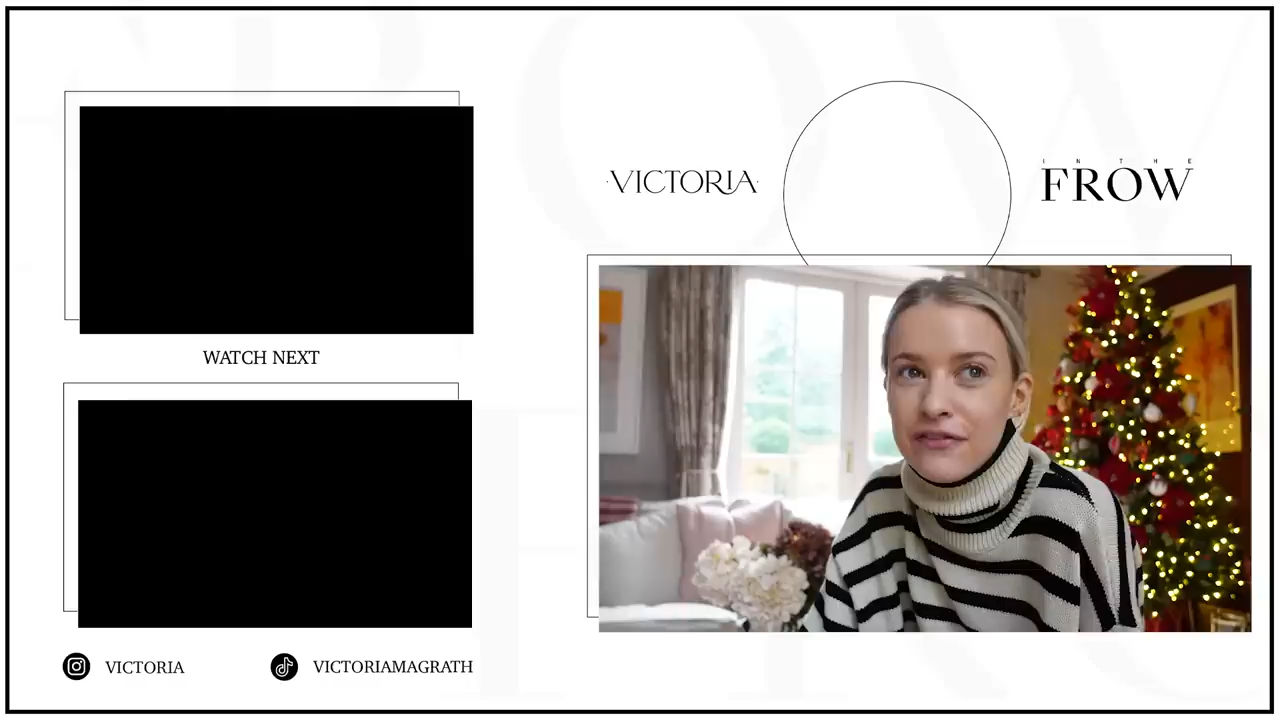 WATCH NEXT
VICTORIA
VICTORIAMAGRATH
VICTORIA
IN THE
FROW